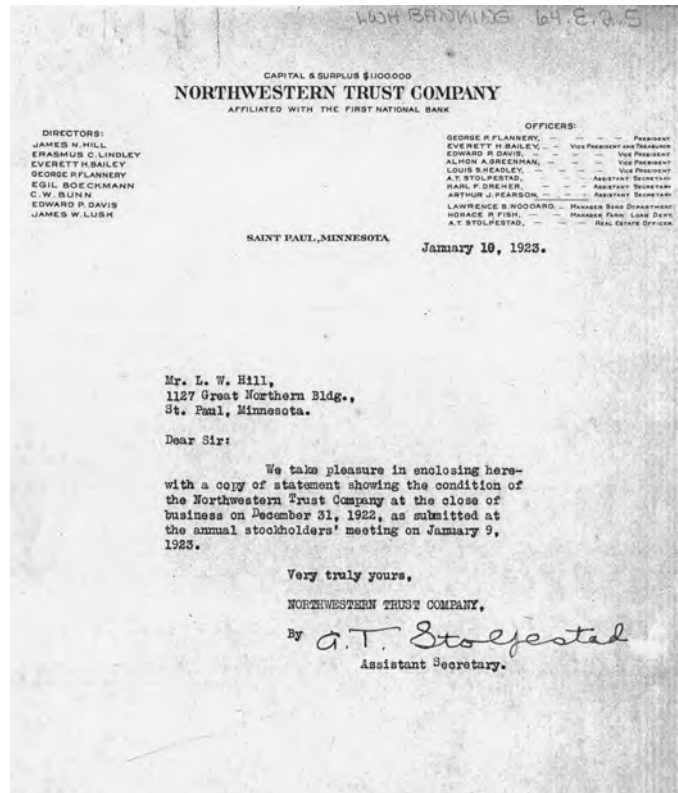 LWH BANKING 64.E.2.5
CAPITAL & SURPLUS $1100000
NORTHWESTERN TRUST COMPANY
AFFILIATED WITH THE FIRST NATIONAL BANK
DIRECTORS:
JAMES N. HILL
ERASMUS C. LINDLEY
EVERETT H. BAILEY
GEORGE P. FLANNERY
EGIL BOECKMANN
C. W. BUNN
EDWARD P. DAVIS
JAMES W. LUSK
OFFICERS:
GEORGE P. FLANNERY, — — — — PRESIDENT
EVERETT H. BAILEY, — — VICE PRESIDENT AND TREASURER
EDWARD P. DAVIS, — — — — VICE PRESIDENT
ALMON A. GREENMAN, — — — — VICE PRESIDENT
LOUIS S. HEADLEY, — — — — VICE PRESIDENT
A.T. STOLPESTAD, — — — ASSISTANT SECRETARY
KARL F. DREHER, — — — ASSISTANT SECRETARY
ARTHUR J. PEARSON, — — — ASSISTANT SECRETARY
LAWRENCE S. WOODARD, — MANAGER BOND DEPARTMENT
HORACE P. FISH, — — MANAGER FARM LOAN DEPT.
A.T. STOLPESTAD, — — — REAL ESTATE OFFICER
SAINT PAUL, MINNESOTA
January 10, 1923.
Mr. L. W. Hill,
1127 Great Northern Bldg.,
St. Paul, Minnesota.
Dear Sir:
We take pleasure in enclosing here-
with a copy of statement showing the condition of
the Northwestern Trust Company at the close of
business on December 31, 1922, as submitted at
the annual stockholders' meeting on January 9,
1923.
Very truly yours,
NORTHWESTERN TRUST COMPANY,
By A.T. Stolpestad
Assistant Secretary.